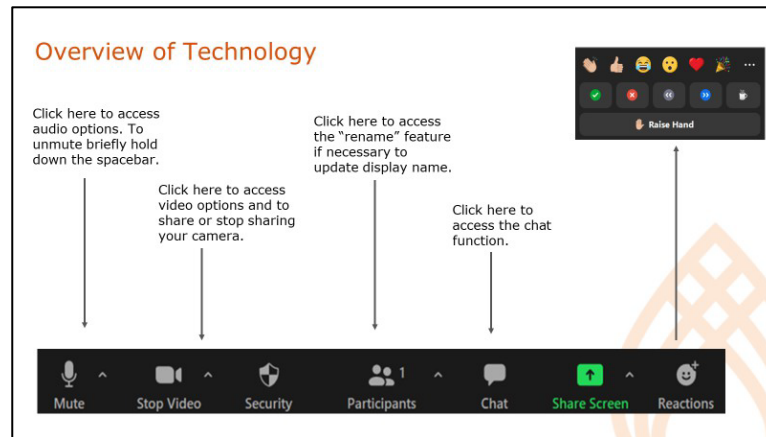 Overview of Technology
Click here to access
audio options. To
unmute briefly hold
down the spacebar.
Click here to access
video options and to
share or stop sharing
your camera.
Click here to access
the “rename” feature
if necessary to
update display name.
Click here to
access the chat
function.
Raise Hand
1
Mute
Stop Video
Security
Participants
Chat
Share Screen
Reactions